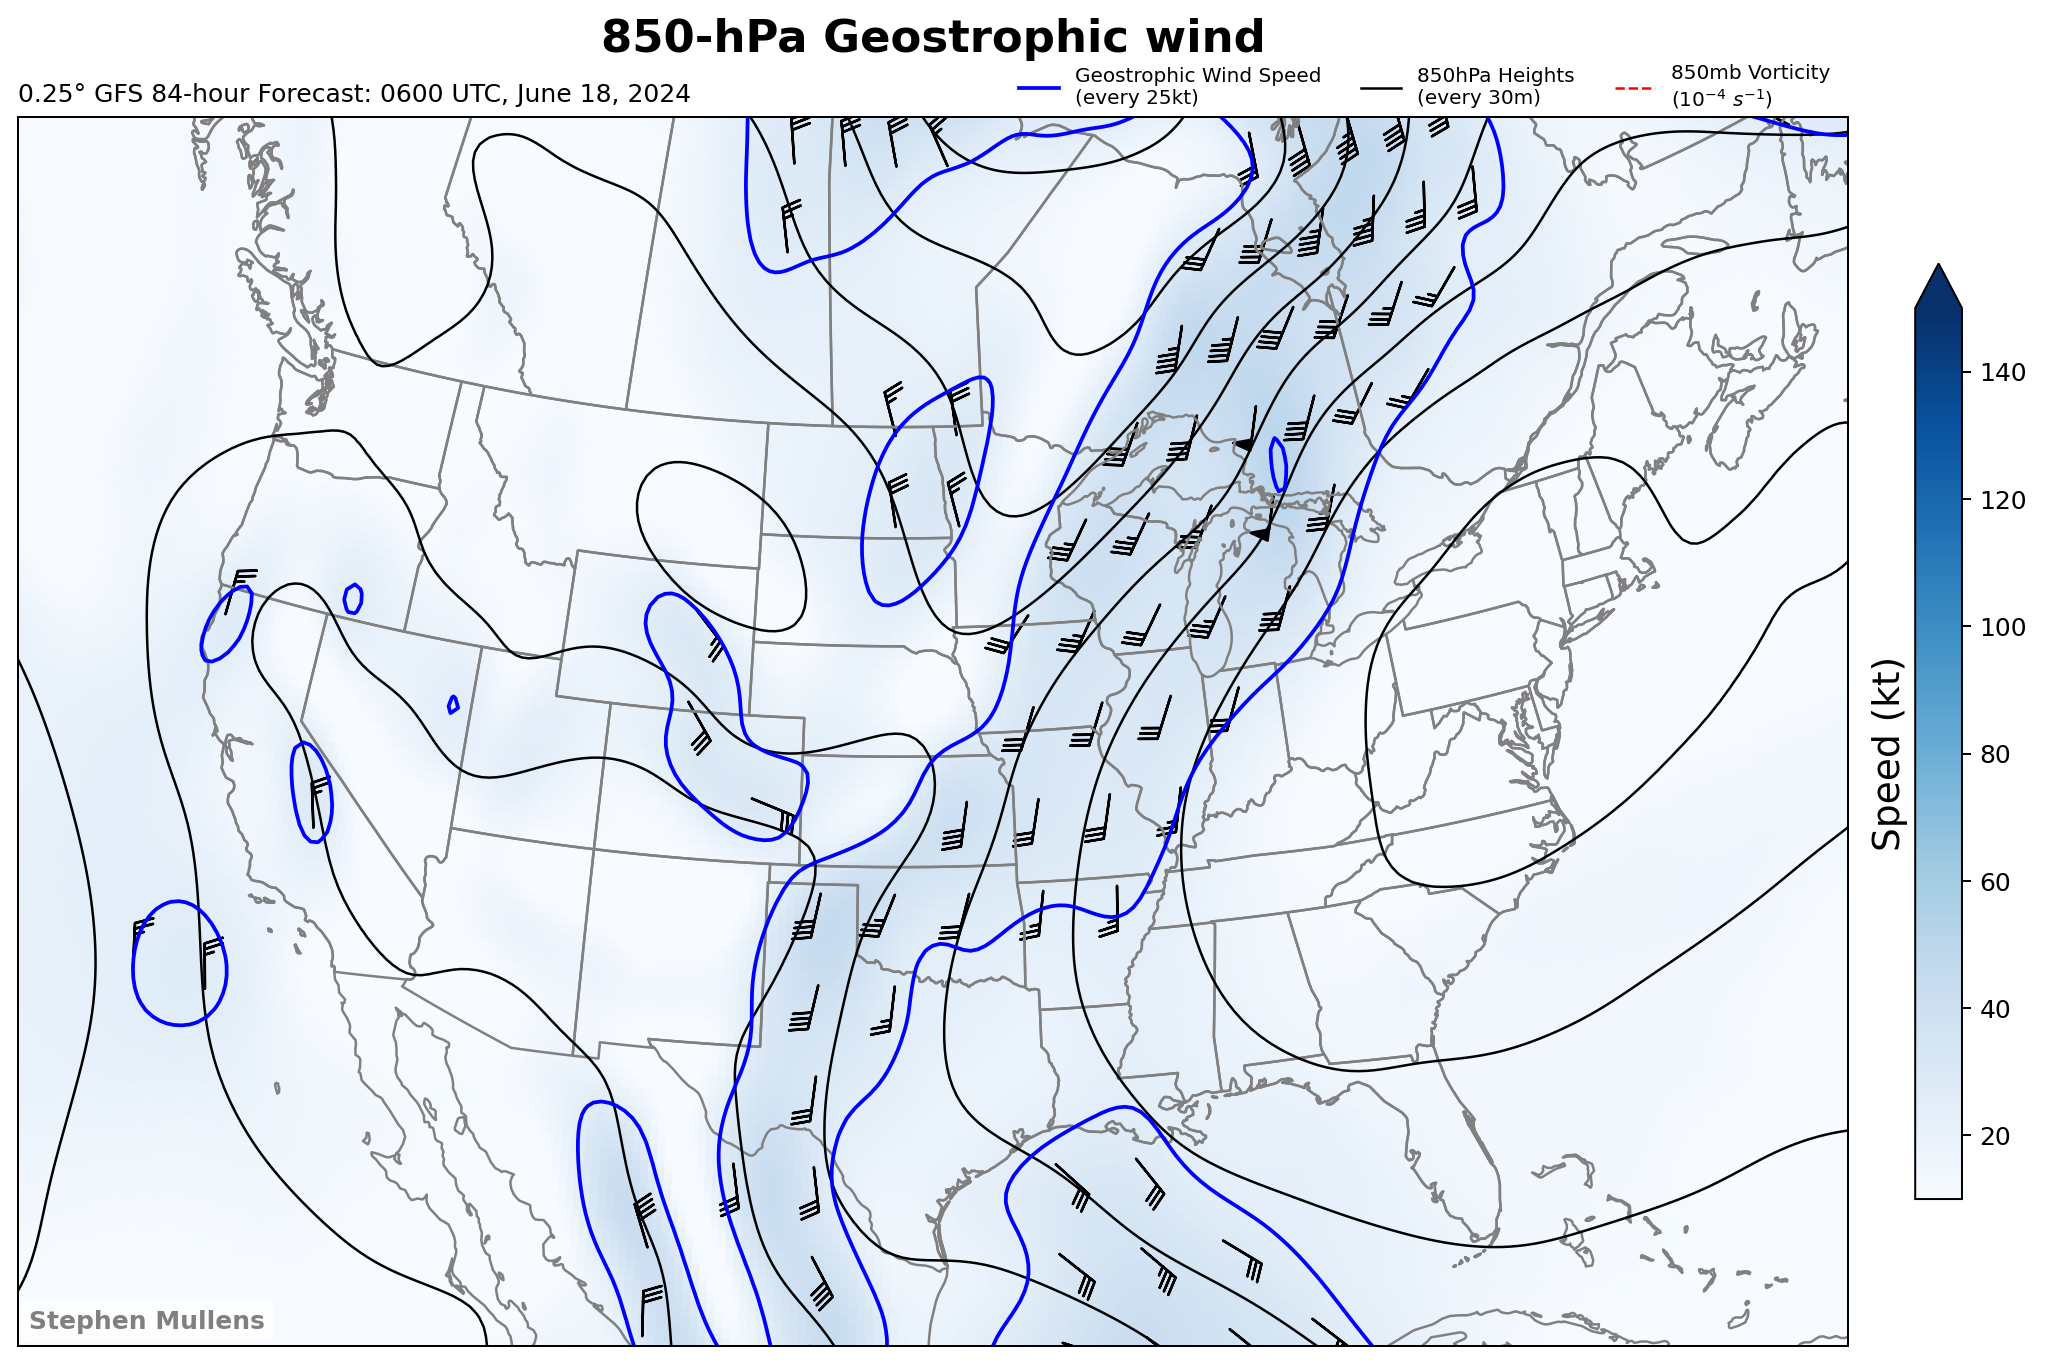 850-hPa Geostrophic wind
0.25° GFS 84-hour Forecast: 0600 UTC, June 18, 2024
Geostrophic Wind Speed
(every 25kt)
850hPa Heights
(every 30m)
850mb Vorticity
(10⁻⁴ s⁻¹)
140
120
100
80
60
40
20
Speed (kt)
Stephen Mullens